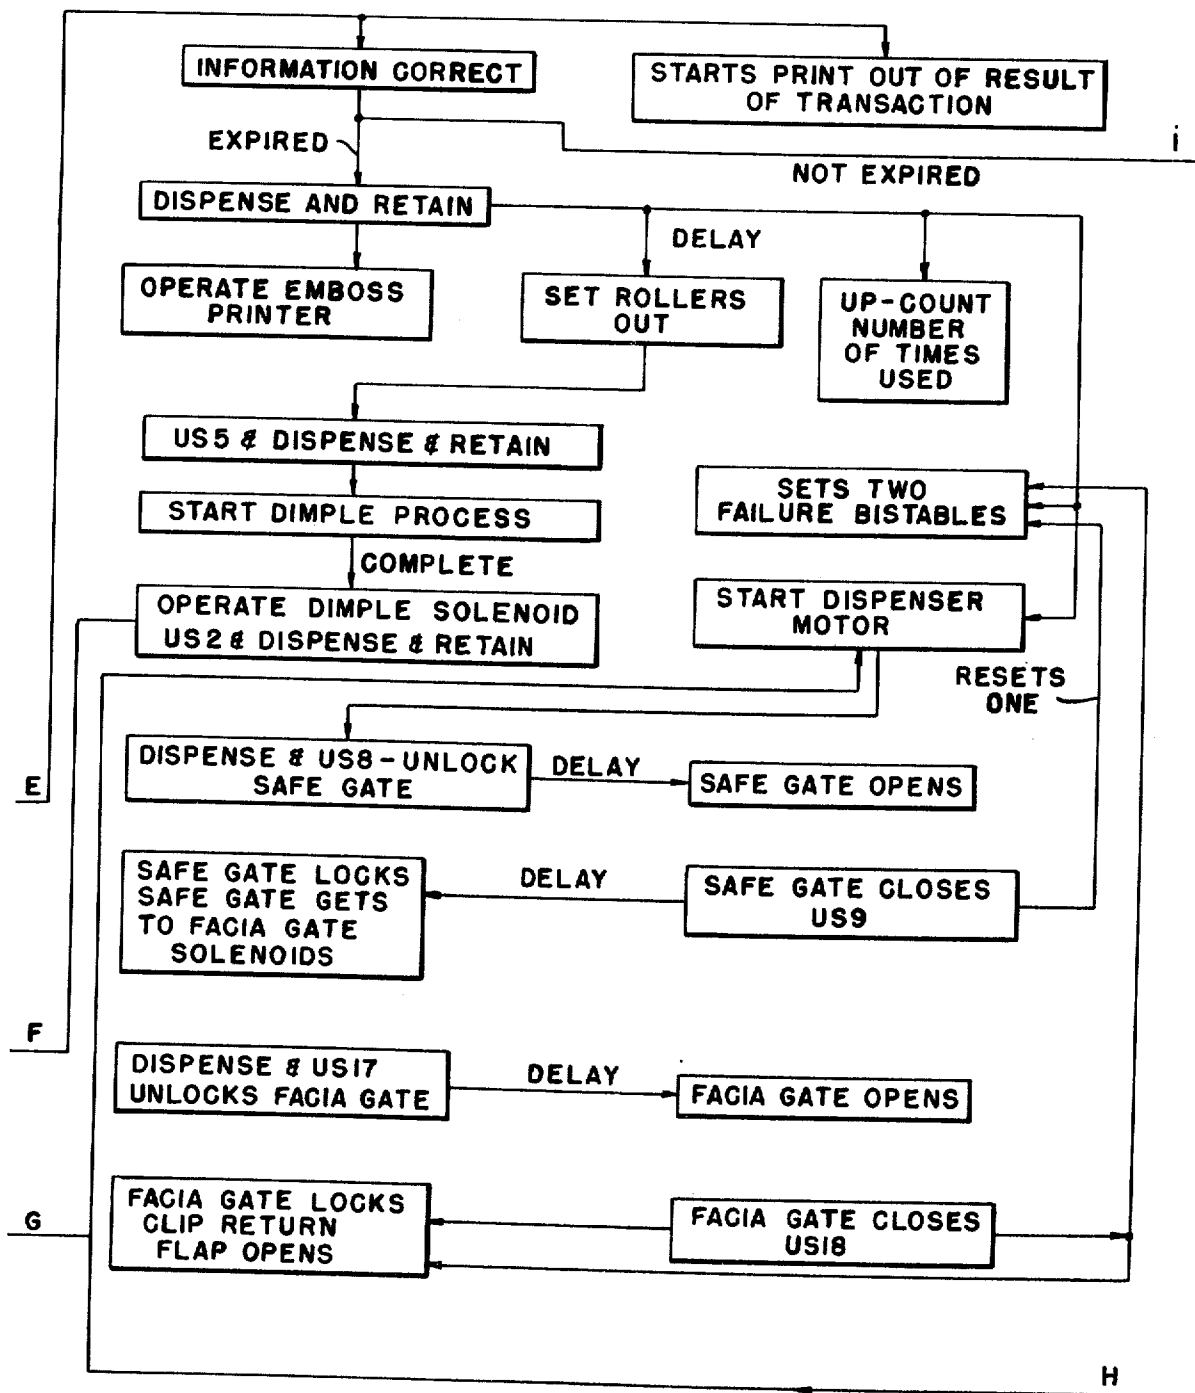 INFORMATION CORRECT
STARTS PRINT OUT OF RESULT
OF TRANSACTION
i
EXPIRED
NOT EXPIRED
DISPENSE AND RETAIN
DELAY
OPERATE EMBOSS
PRINTER
SET ROLLERS
OUT
UP-COUNT
NUMBER
OF TIMES
USED
US5 & DISPENSE & RETAIN
SETS TWO
FAILURE BISTABLES
START DIMPLE PROCESS
COMPLETE
OPERATE DIMPLE SOLENOID
US2 & DISPENSE & RETAIN
START DISPENSER
MOTOR
RESETS
ONE
DISPENSE & US8-UNLOCK
SAFE GATE
DELAY
SAFE GATE OPENS
E
SAFE GATE LOCKS
SAFE GATE GETS
TO FACIA GATE
SOLENOIDS
DELAY
SAFE GATE CLOSES
US9
F
DISPENSE & US17
UNLOCKS FACIA GATE
DELAY
FACIA GATE OPENS
G
FACIA GATE LOCKS
CLIP RETURN
FLAP OPENS
FACIA GATE CLOSES
US18
H